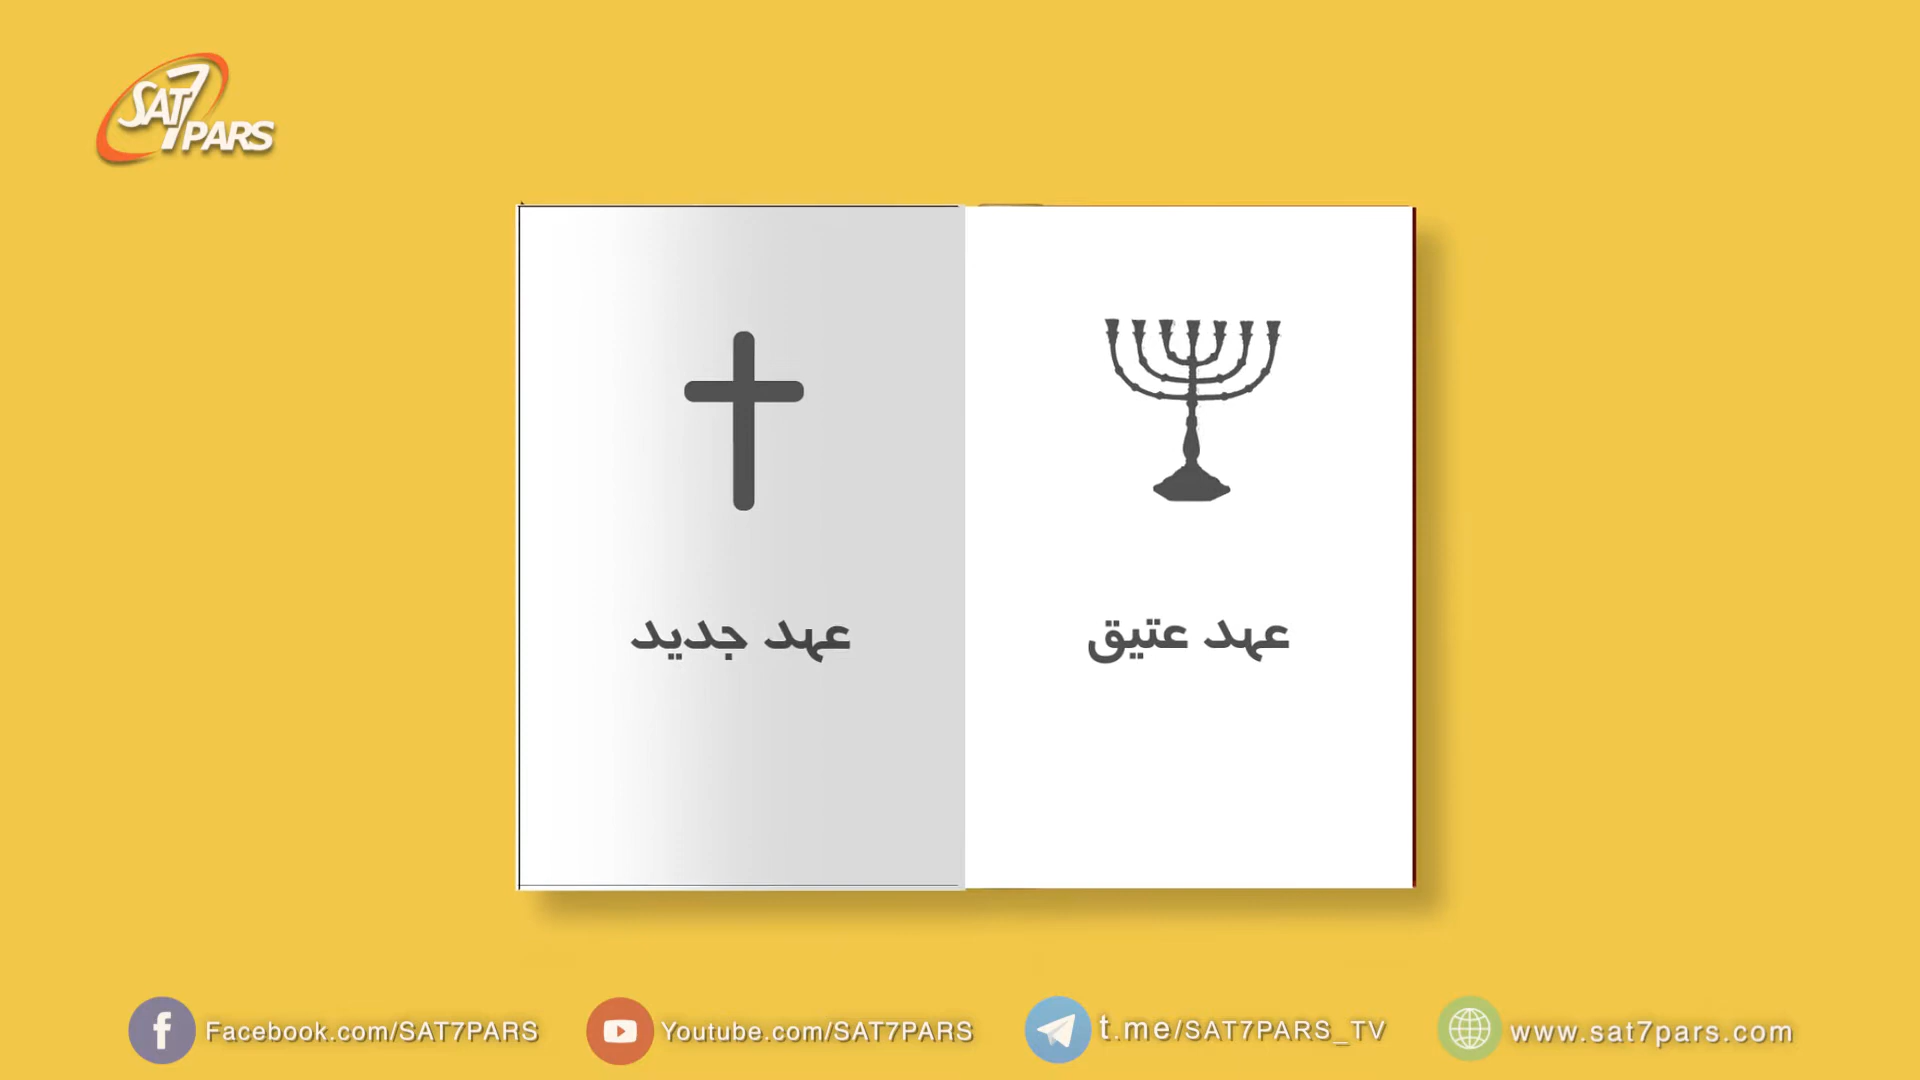 SAT7 PARS
عهد عتیق
عهد جدید
Facebook.com/SAT7PARS
Youtube.com/SAT7PARS
t.me/SAT7PARS_TV
www.sat7pars.com